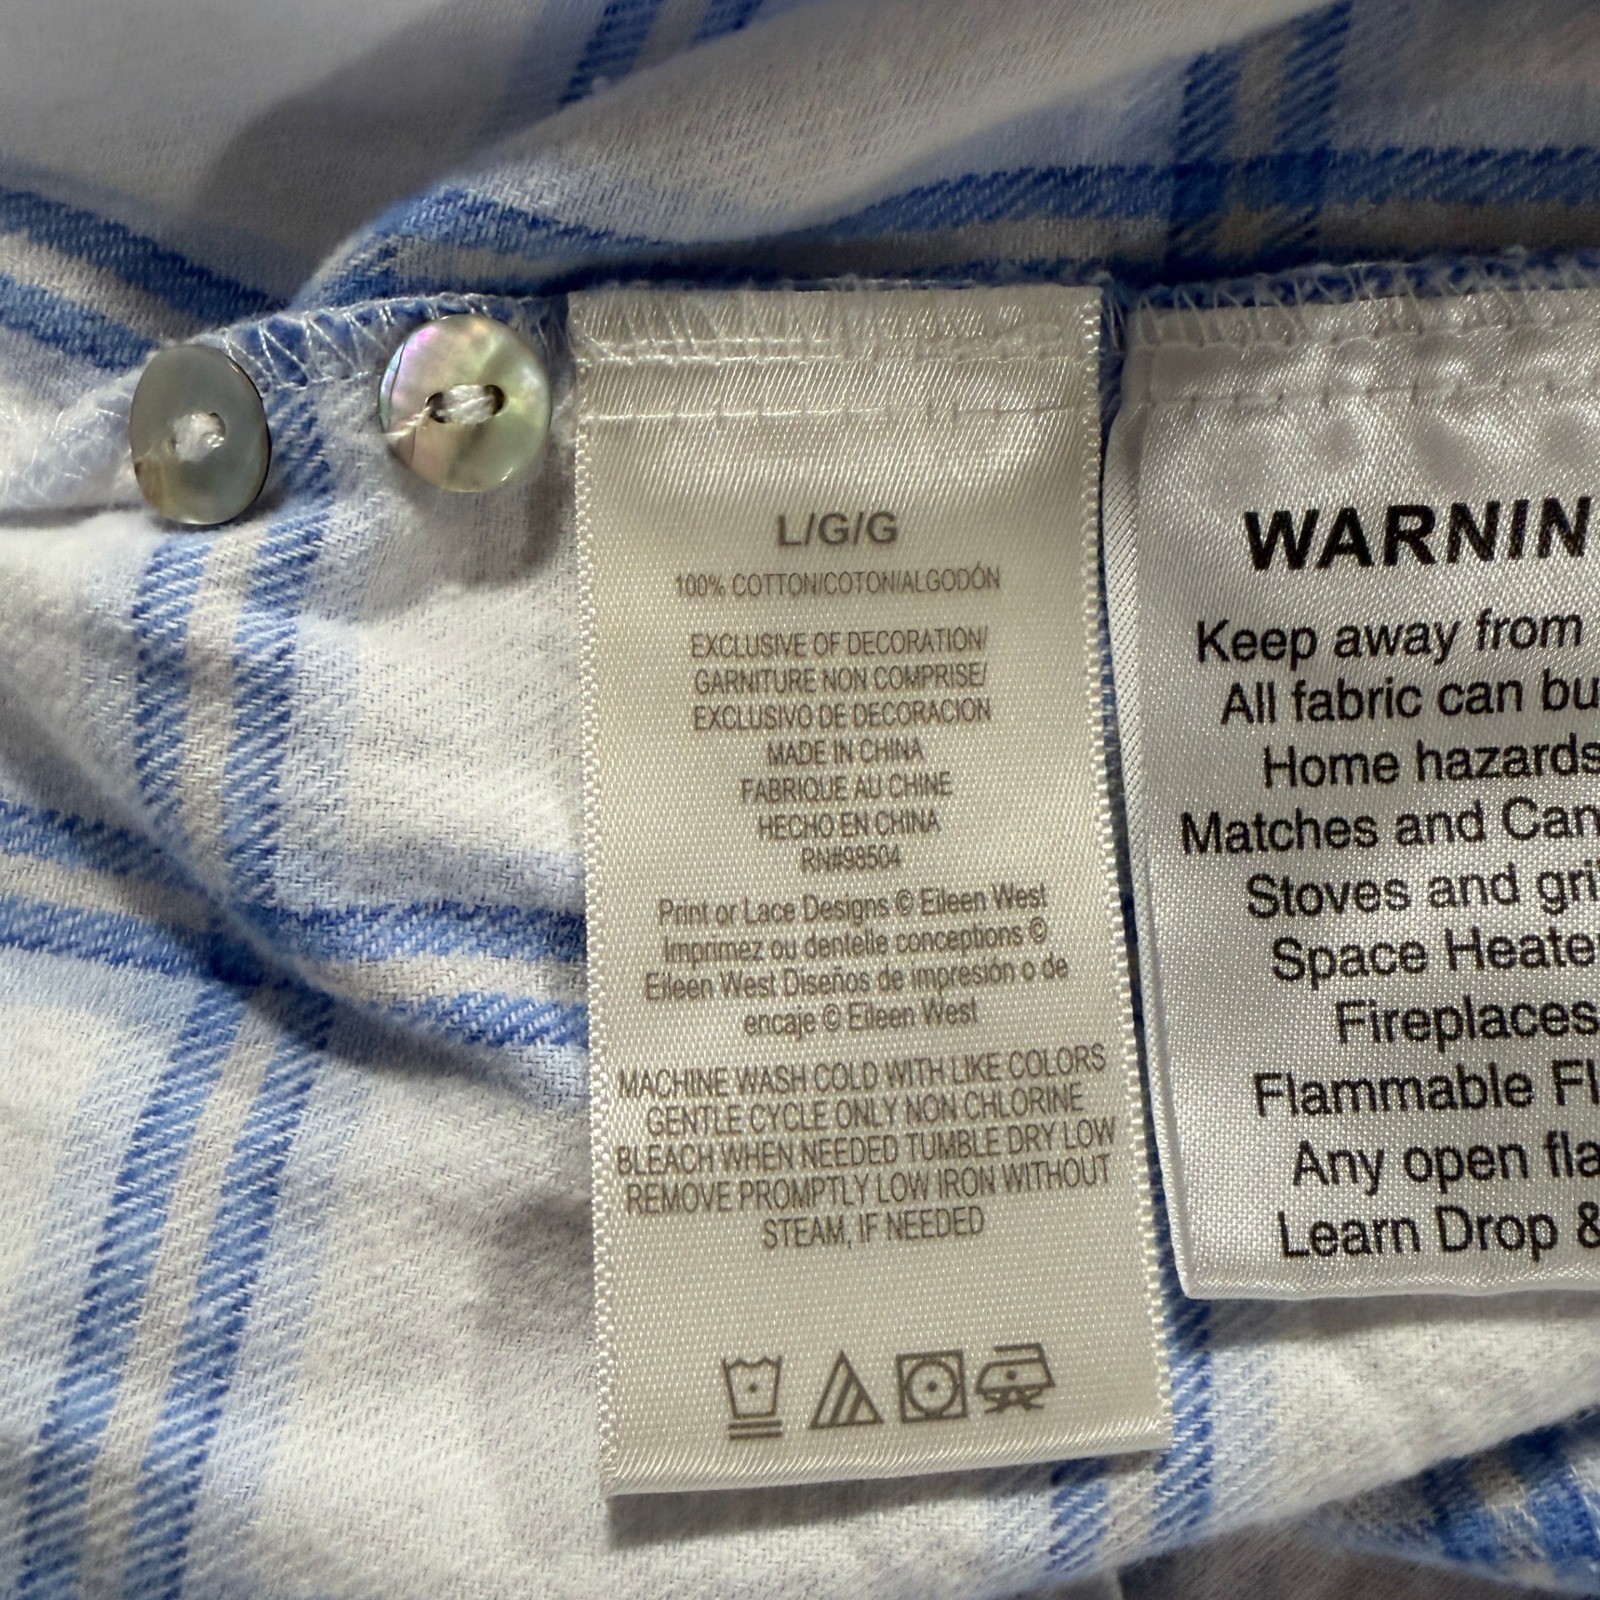 L/G/G
100% COTTON/COTON/ALGODÓN
EXCLUSIVE OF DECORATION/
GARNITURE NON COMPRISE/
EXCLUSIVO DE DECORACION
MADE IN CHINA
FABRIQUE AU CHINE
HECHO EN CHINA
RN#98504
Print or Lace Designs © Eileen West
Imprimez ou dentelle conceptions ©
Eileen West Diseños de impresión o de
encaje © Eileen West
MACHINE WASH COLD WITH LIKE COLORS
GENTLE CYCLE ONLY NON CHLORINE
BLEACH WHEN NEEDED TUMBLE DRY LOW
REMOVE PROMPTLY LOW IRON WITHOUT
STEAM, IF NEEDED
WARNIN
Keep away from
All fabric can bu
Home hazards
Matches and Can
Stoves and gri
Space Heate
Fireplaces
Flammable Fl
Any open fla
Learn Drop &